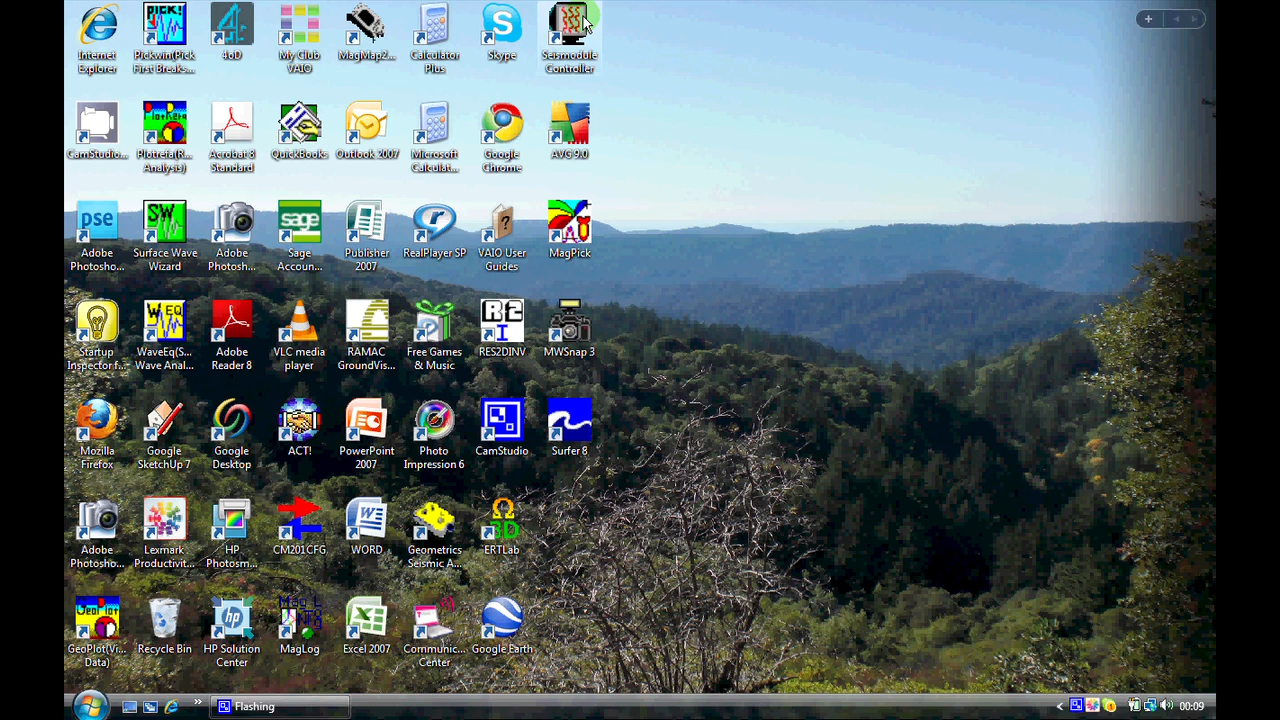 Internet
Explorer
Pickwin(Pick
First Breaks...
4oD
My Club
VAIO
MagMap2...
Calculator
Plus
Skype
Seismodule
Controller
CamStudio...
Plotrefa(R...
Analysis)
Acrobat 8
Standard
QuickBooks
Outlook 2007
Microsoft
Calculat...
Google
Chrome
AVG 9.0
Adobe
Photosho...
Surface Wave
Wizard
Adobe
Photosh...
Sage
Accoun...
Publisher
2007
RealPlayer SP
VAIO User
Guides
MagPick
Startup
Inspector f...
WaveEq(S...
Wave Anal...
Adobe
Reader 8
VLC media
player
RAMAC
GroundVis...
Free Games
& Music
RES2DINV
MWSnap 3
Mozilla
Firefox
Google
SketchUp 7
Google
Desktop
ACT!
PowerPoint
2007
Photo
Impression 6
CamStudio
Surfer 8
Adobe
Photosho...
Lexmark
Productivit...
HP
Photosm...
CM201CFG
WORD
Geometrics
Seismic A...
ERTLab
GeoPlot(Vi...
Data)
Recycle Bin
HP Solution
Center
MagLog
Excel 2007
Communic...
Center
Google Earth
Flashing
00:09